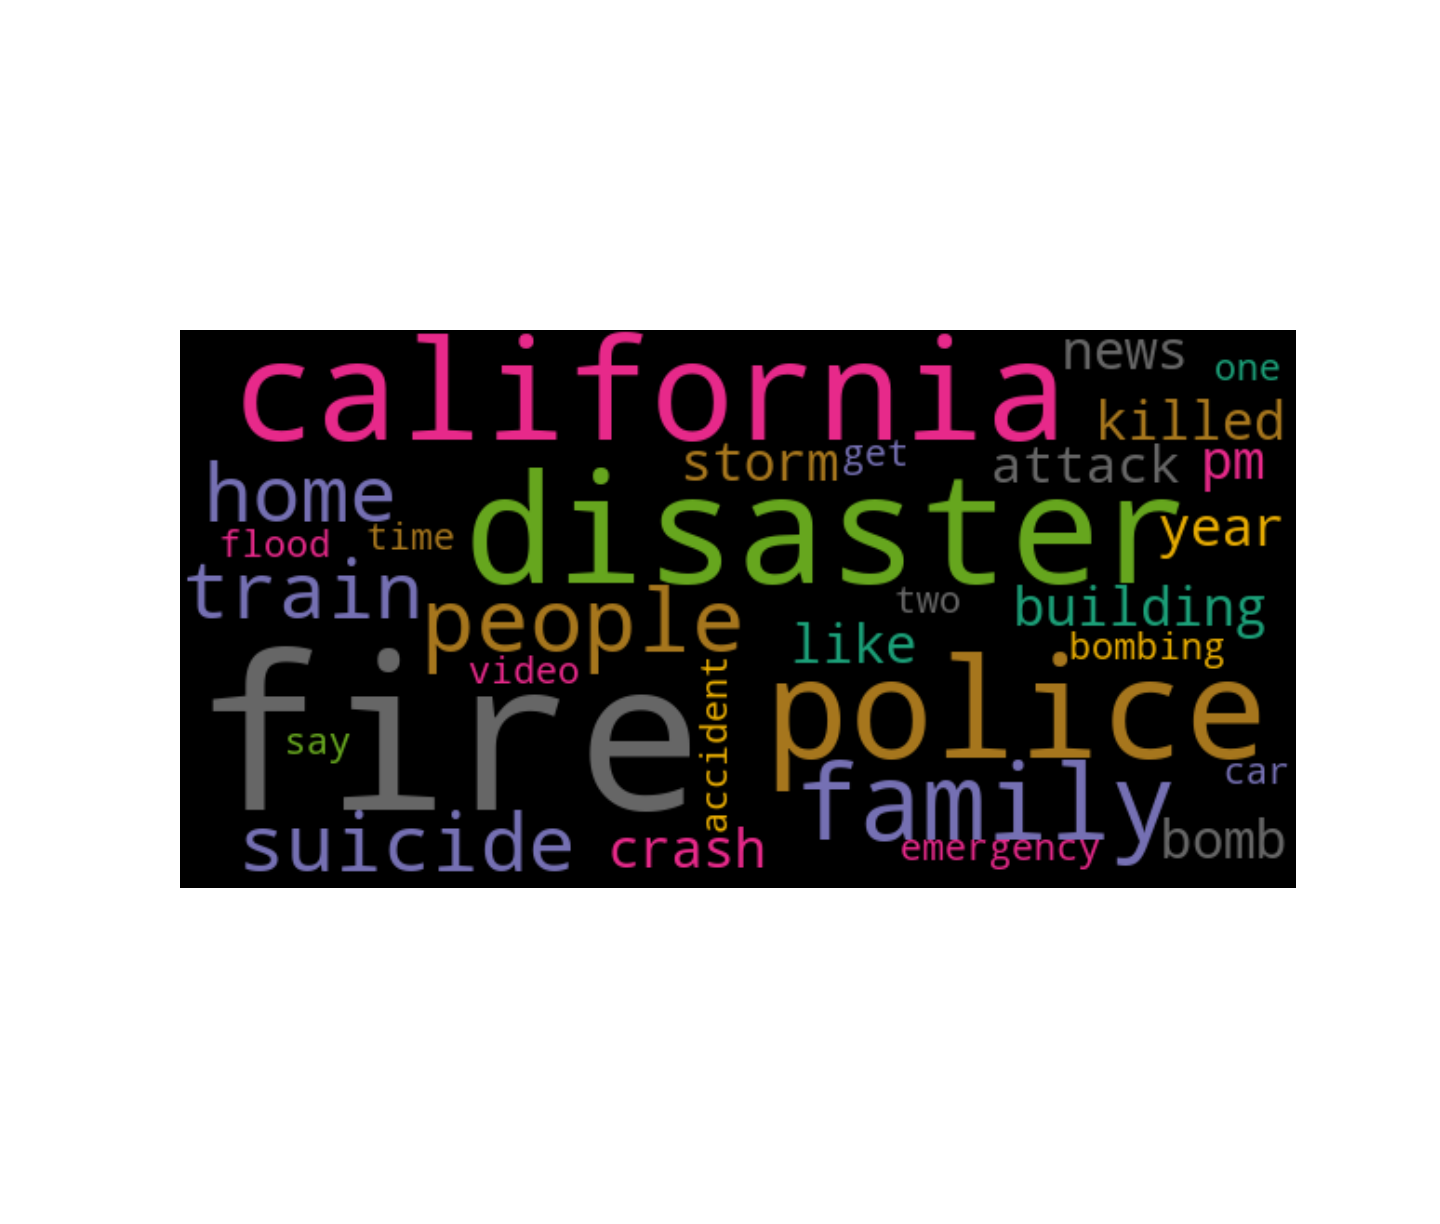 california
news
one
killed
storm
get
attack
pm
home
disaster
year
flood
time
train
people
two
building
like
bombing
video
fire
police
say
accident
family
car
suicide
crash
emergency
bomb